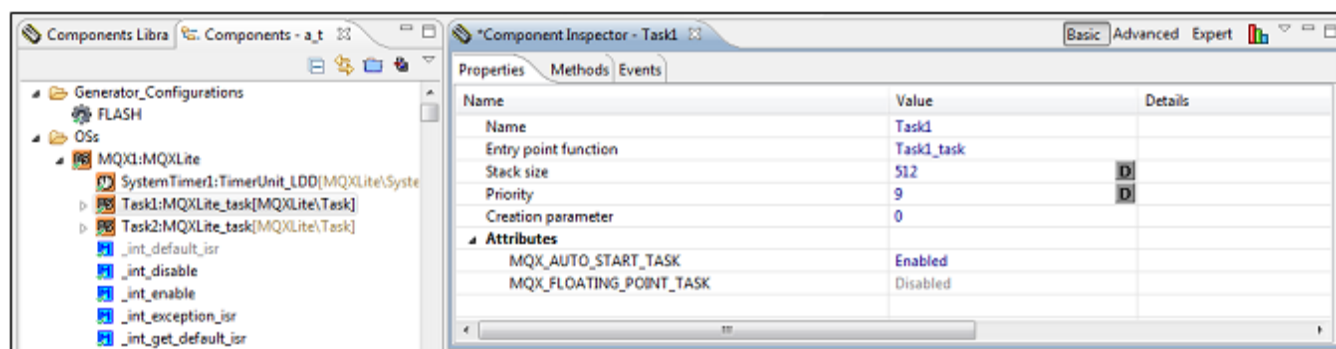 Components Libra Components - a_t
Generator_Configurations
FLASH
OSs
MQX1:MQXLite
SystemTimer1:TimerUnit_LDD[MQXLite\Syste
Task1:MQXLite_task[MQXLite\Task]
Task2:MQXLite_task[MQXLite\Task]
_int_default_isr
_int_disable
_int_enable
_int_exception_isr
_int_get_default_isr
*Component Inspector - Task1 Basic Advanced Expert
Properties Methods Events
Name Value Details
Name Task1
Entry point function Task1_task
Stack size 512 D
Priority 9 D
Creation parameter 0
Attributes
MQX_AUTO_START_TASK Enabled
MQX_FLOATING_POINT_TASK Disabled